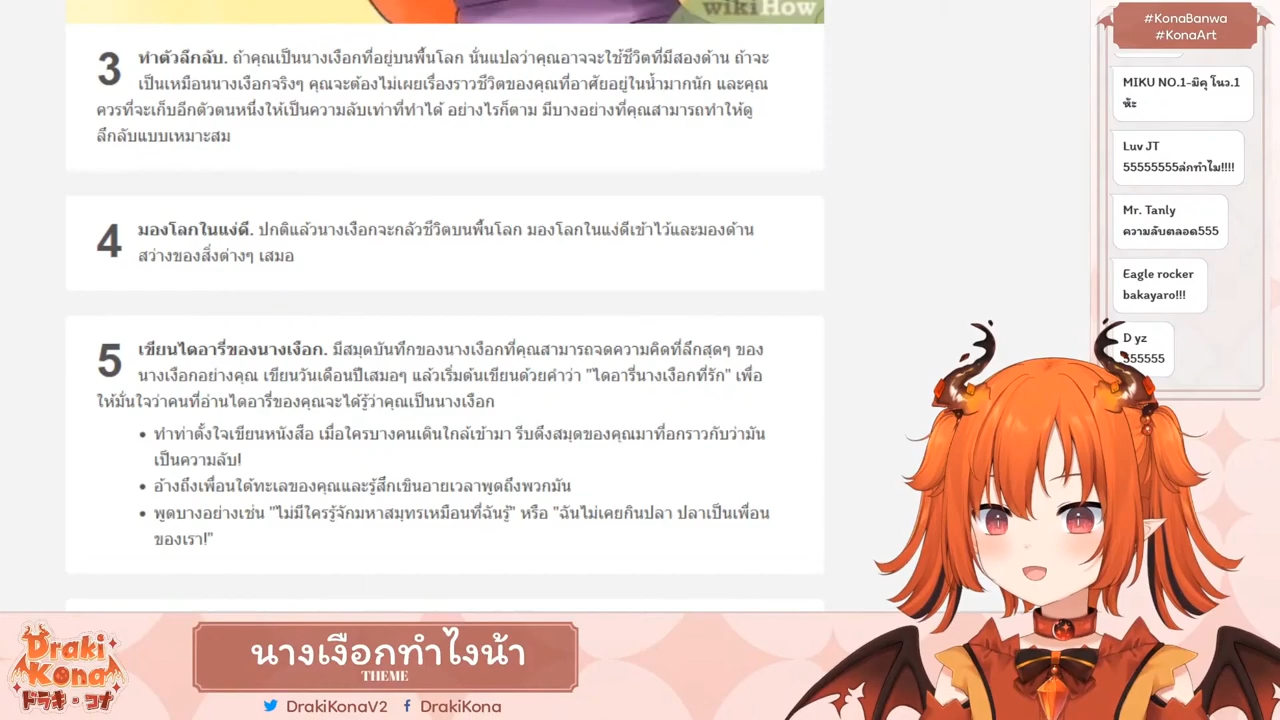 wikiHow
3 ทำตัวลึกลับ. ถ้าคุณเป็นนางเงือกที่อยู่บนพื้นโลก นั่นแปลว่าคุณอาจจะใช้ชีวิตที่มีสองด้าน ถ้าจะ
เป็นเหมือนนางเงือกจริงๆ คุณจะต้องไม่เผยเรื่องราวชีวิตของคุณที่อาศัยอยู่ในน้ำมากนัก และคุณ
ควรที่จะเก็บอีกตัวตนหนึ่งให้เป็นความลับเท่าที่ทำได้ อย่างไรก็ตาม มีบางอย่างที่คุณสามารถทำให้ดู
ลึกลับแบบเหมาะสม
4 มองโลกในแง่ดี. ปกติแล้วนางเงือกจะกลัวชีวิตบนพื้นโลก มองโลกในแง่ดีเข้าไว้และมองด้าน
สว่างของสิ่งต่างๆ เสมอ
5 เขียนไดอารี่ของนางเงือก. มีสมุดบันทึกของนางเงือกที่คุณสามารถจดความคิดที่ลึกสุดๆ ของ
นางเงือกอย่างคุณ เขียนวันเดือนปีเสมอๆ แล้วเริ่มต้นเขียนด้วยคำว่า "ไดอารี่นางเงือกที่รัก" เพื่อ
ให้มั่นใจว่าคนที่อ่านไดอารี่ของคุณจะได้รู้ว่าคุณเป็นนางเงือก
• ทำท่าตั้งใจเขียนหนังสือ เมื่อใครบางคนเดินใกล้เข้ามา รีบดึงสมุดของคุณมาที่อกราวกับว่ามัน
เป็นความลับ!
• อ้างถึงเพื่อนใต้ทะเลของคุณและรู้สึกเขินอายเวลาพูดถึงพวกมัน
• พูดบางอย่างเช่น "ไม่มีใครรู้จักมหาสมุทรเหมือนที่ฉันรู้" หรือ "ฉันไม่เคยกินปลา ปลาเป็นเพื่อน
ของเรา!"
#KonaBanwa
#KonaArt
MIKU NO.1-มิคุ โนว.1
ห้ะ
Luv JT
55555555ล่กทำไม!!!!
Mr. Tanly
ความลับตลอด555
Eagle rocker
bakayaro!!!
D yz
555555
Draki
Kona
ドラキ・コナ
นางเงือกทำไงน้า
THEME
DrakiKonaV2 DrakiKona